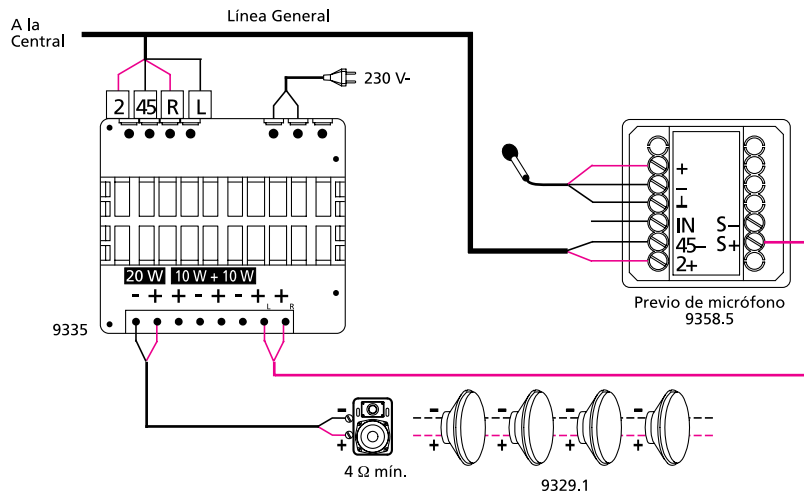 A la
Central
Línea General
2 45 R L
230 V-
+
−
⊥
IN
45−
2+
S−
S+
Previo de micrófono
9358.5
20 W 10 W + 10 W
− + + − + − + +
L R
9335
−
+
4 Ω mín.
− − − −
+ + + +
9329.1